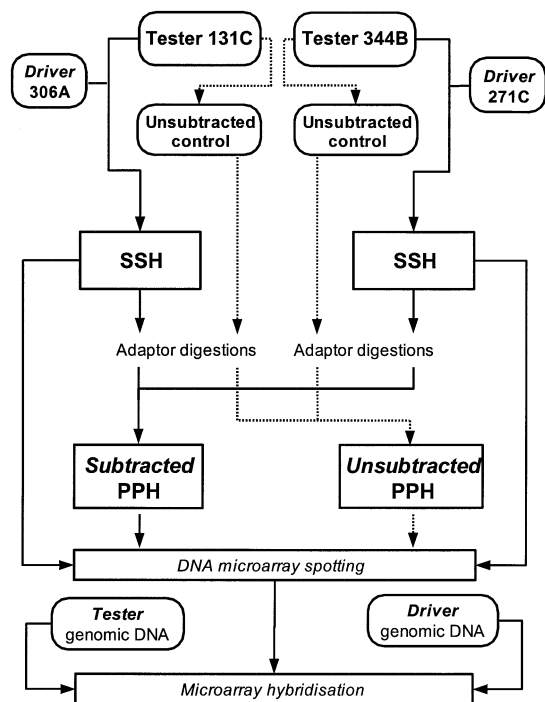 Tester 131C
Tester 344B
Driver
306A
Driver
271C
Unsubtracted
control
Unsubtracted
control
SSH
SSH
Adaptor digestions
Adaptor digestions
Subtracted
PPH
Unsubtracted
PPH
DNA microarray spotting
Tester
genomic DNA
Driver
genomic DNA
Microarray hybridisation